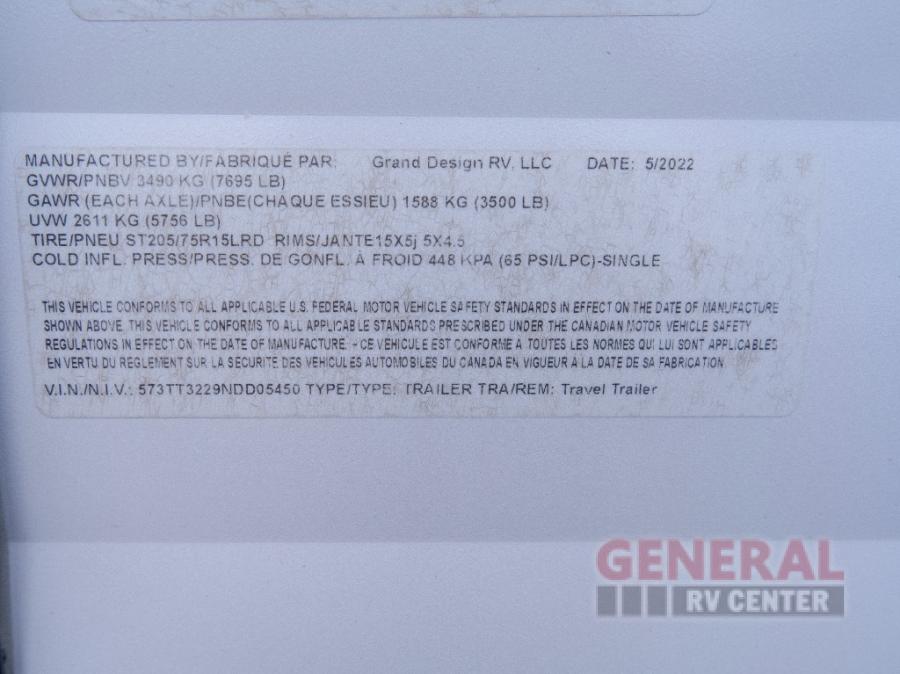 MANUFACTURED BY/FABRIQUÉ PAR: Grand Design RV, LLC DATE: 5/2022
GVWR/PNBV 3490 KG (7695 LB)
GAWR (EACH AXLE)/PNBE(CHAQUE ESSIEU) 1588 KG (3500 LB)
UVW 2611 KG (5756 LB)
TIRE/PNEU ST205/75R15LRD RIMS/JANTE15X5j 5X4.5
COLD INFL. PRESS/PRESS. DE GONFL. À FROID 448 KPA (65 PSI/LPC)-SINGLE
THIS VEHICLE CONFORMS TO ALL APPLICABLE U.S. FEDERAL MOTOR VEHICLE SAFETY STANDARDS IN EFFECT ON THE DATE OF MANUFACTURE
SHOWN ABOVE. THIS VEHICLE CONFORMS TO ALL APPLICABLE STANDARDS PRESCRIBED UNDER THE CANADIAN MOTOR VEHICLE SAFETY
REGULATIONS IN EFFECT ON THE DATE OF MANUFACTURE. - CE VEHICULE EST CONFORME A TOUTES LES NORMES QUI LUI SONT APPLICABLES
EN VERTU DU REGLEMENT SUR LA SECURITE DES VEHICULES AUTOMOBILES DU CANADA EN VIGUEUR A LA DATE DE SA FABRICATION
V.I.N./N.I.V.: 573TT3229NDD05450 TYPE/TYPE: TRAILER TRA/REM: Travel Trailer
GENERAL
RV CENTER